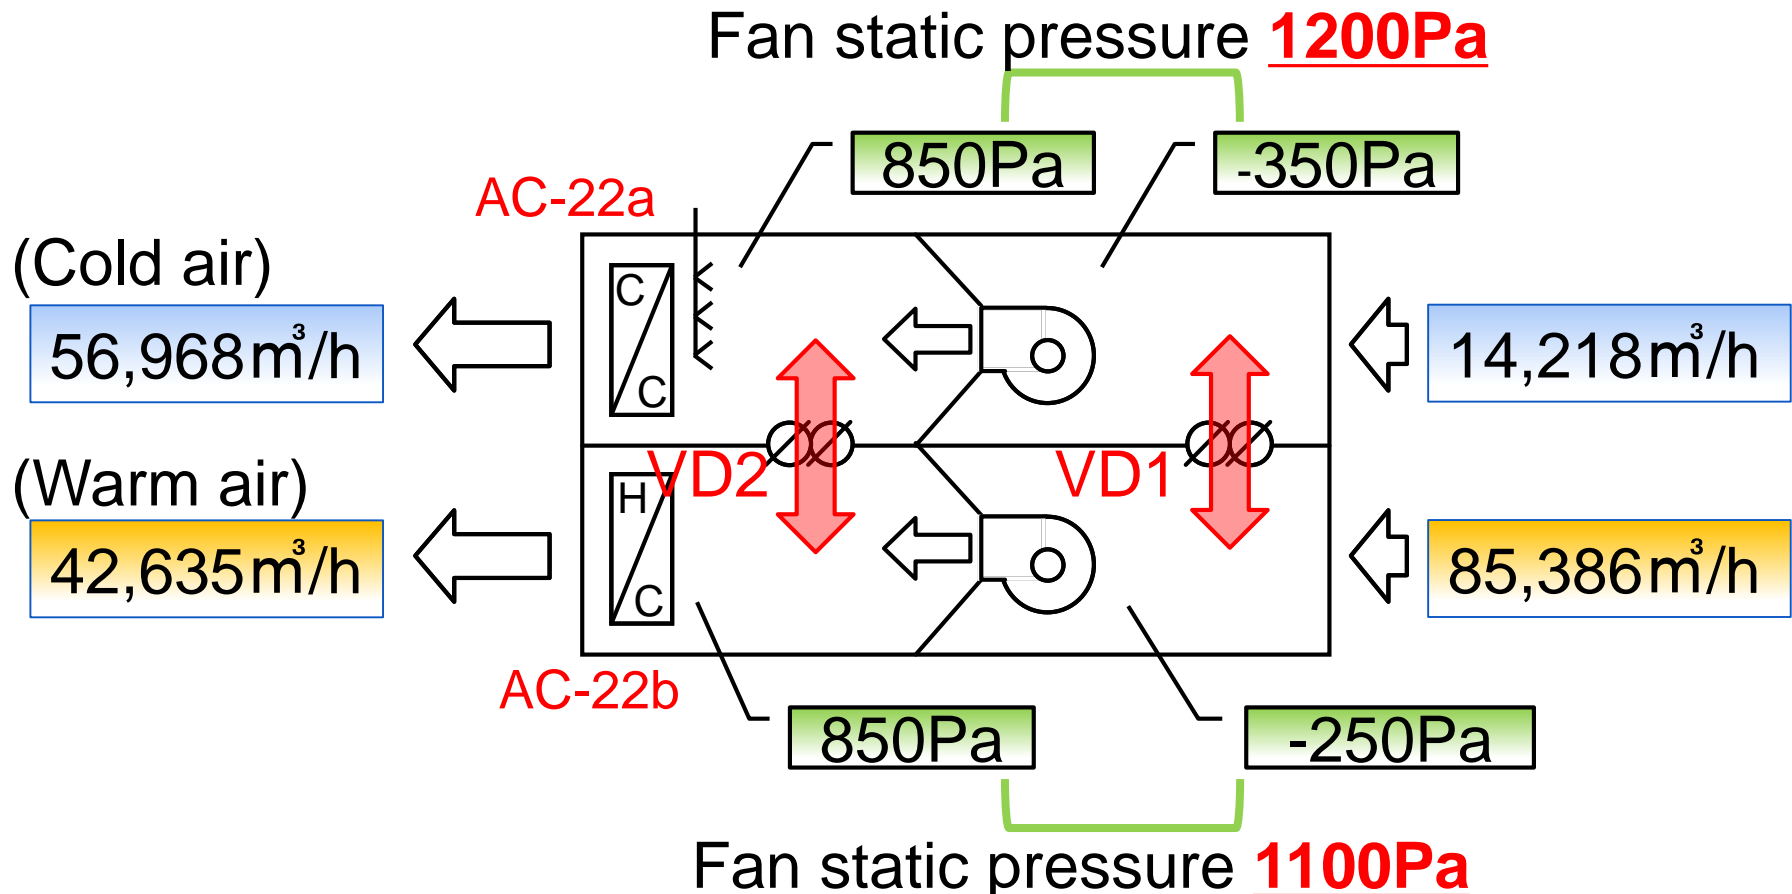 Fan static pressure 1200Pa
850Pa
-350Pa
AC-22a
(Cold air)
56,968㎥/h
C
C
14,218㎥/h
VD2
VD1
(Warm air)
42,635㎥/h
H
C
85,386㎥/h
AC-22b
850Pa
-250Pa
Fan static pressure 1100Pa